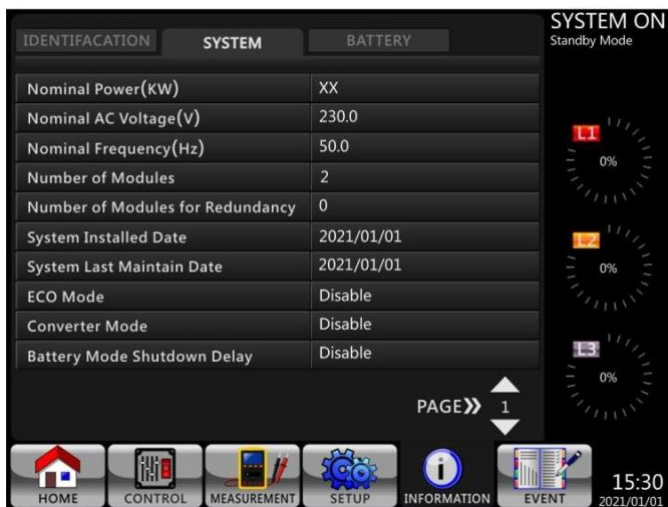 IDENTIFACATION SYSTEM BATTERY
SYSTEM ON
Standby Mode
Nominal Power(KW) XX
Nominal AC Voltage(V) 230.0
Nominal Frequency(Hz) 50.0
Number of Modules 2
Number of Modules for Redundancy 0
System Installed Date 2021/01/01
System Last Maintain Date 2021/01/01
ECO Mode Disable
Converter Mode Disable
Battery Mode Shutdown Delay Disable
PAGE» 1
L1
0%
L2
0%
L3
0%
HOME CONTROL MEASUREMENT SETUP INFORMATION EVENT
15:30
2021/01/01